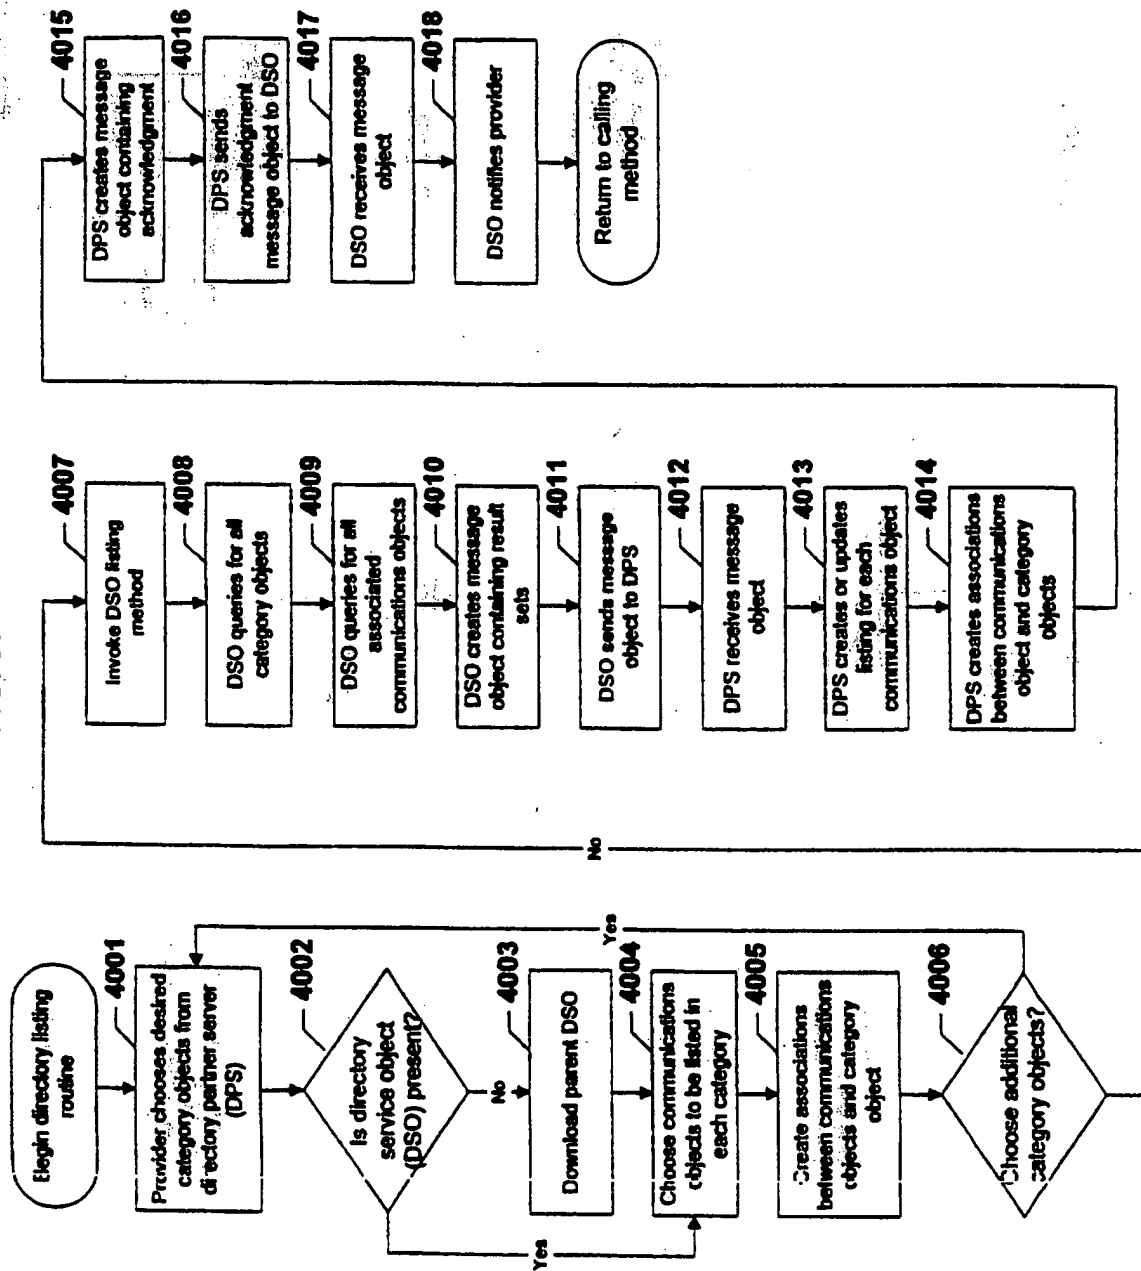 Begin directory listing
routine
4001
Provider chooses desired
category objects from
directory partner server
(DPS)
4002
Is directory
service object
(DSO) present?
No
Yes
4003
Download parent DSO
4004
Choose communications
objects to be listed in
each category
4005
Create associations
between communications
objects and category
object
4006
Choose additional
category objects?
Yes
No
4007
Invoke DSO listing
method
4008
DSO queries for all
category objects
4009
DSO queries for all
associated
communications objects
4010
DSO creates message
object containing result
sets
4011
DSO sends message
object to DPS
4012
DPS receives message
object
4013
DPS creates or updates
listing for each
communications object
4014
DPS creates associations
between communications
object and category
objects
4015
DPS creates message
object containing
acknowledgment
4016
DPS sends
acknowledgment
message object to DSO
4017
DSO receives message
object
4018
DSO notifies provider
Return to calling
method